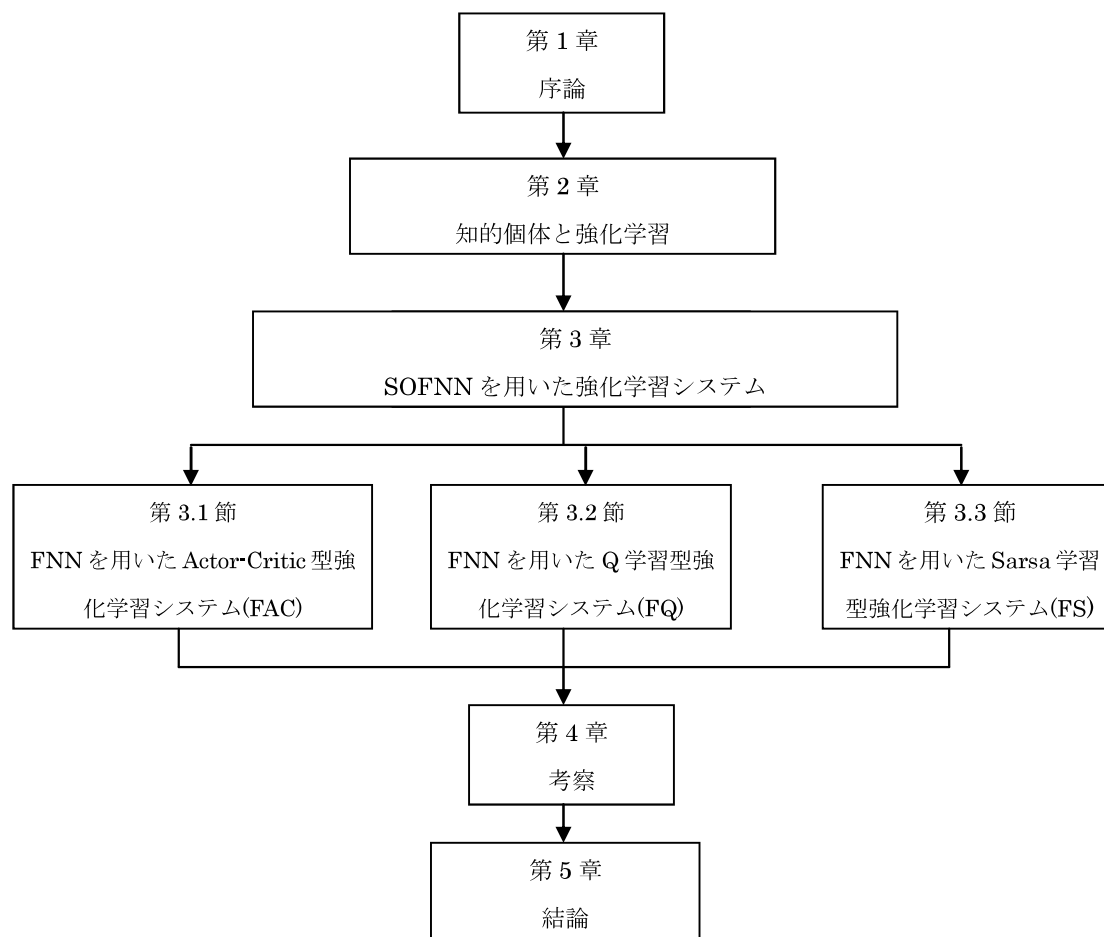 第 1 章
序論
第 2 章
知的個体と強化学習
第 3 章
SOFNN を用いた強化学習システム
第 3.1 節
FNN を用いた Actor-Critic 型強
化学習システム(FAC)
第 3.2 節
FNN を用いた Q 学習型強
化学習システム(FQ)
第 3.3 節
FNN を用いた Sarsa 学習
型強化学習システム(FS)
第 4 章
考察
第 5 章
結論